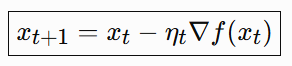 x_{t+1} = x_t − η_t ∇f(x_t)